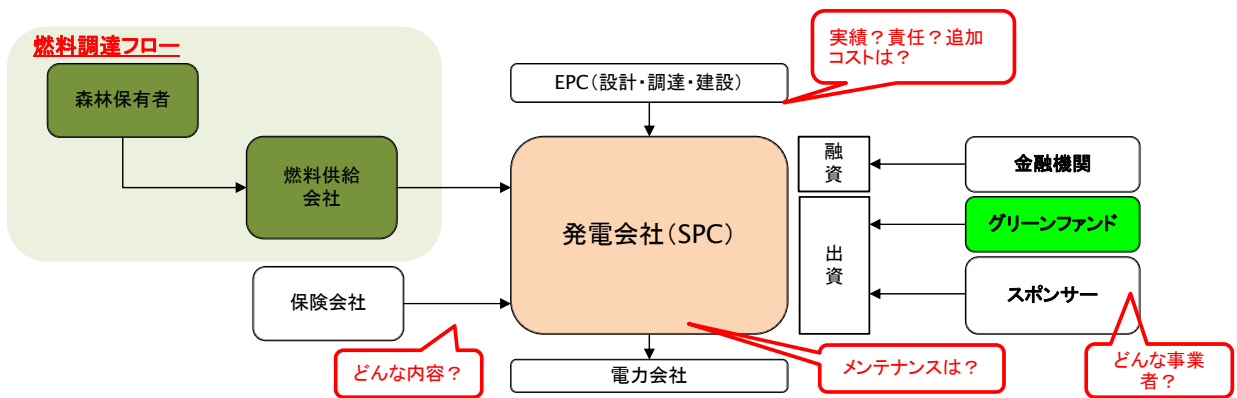 燃料調達フロー
森林保有者
燃料供給
会社
保険会社
どんな内容？
EPC（設計・調達・建設）
実績？責任？追加
コストは？
発電会社（SPC）
電力会社
メンテナンスは？
融
資
出
資
金融機関
グリーンファンド
スポンサー
どんな事業
者？